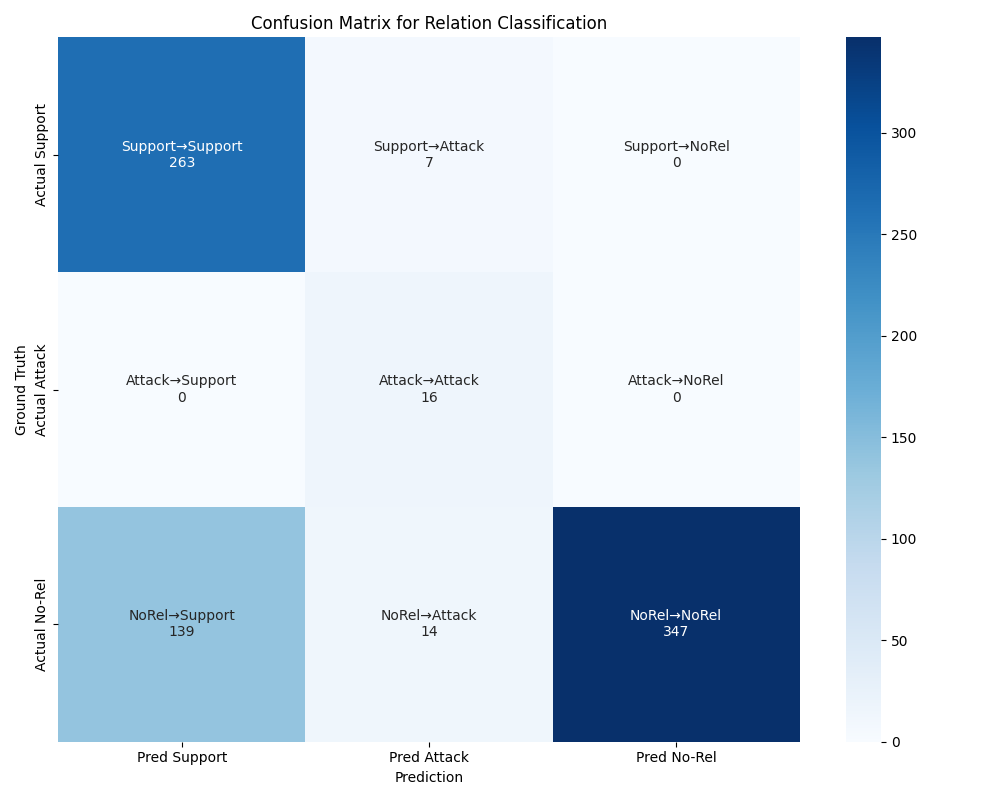 Confusion Matrix for Relation Classification
Ground Truth
Actual Support
Support→Support
263
Support→Attack
7
Support→NoRel
0
Actual Attack
Attack→Support
0
Attack→Attack
16
Attack→NoRel
0
Actual No-Rel
NoRel→Support
139
NoRel→Attack
14
NoRel→NoRel
347
Pred Support
Pred Attack
Pred No-Rel
Prediction
300
250
200
150
100
50
0